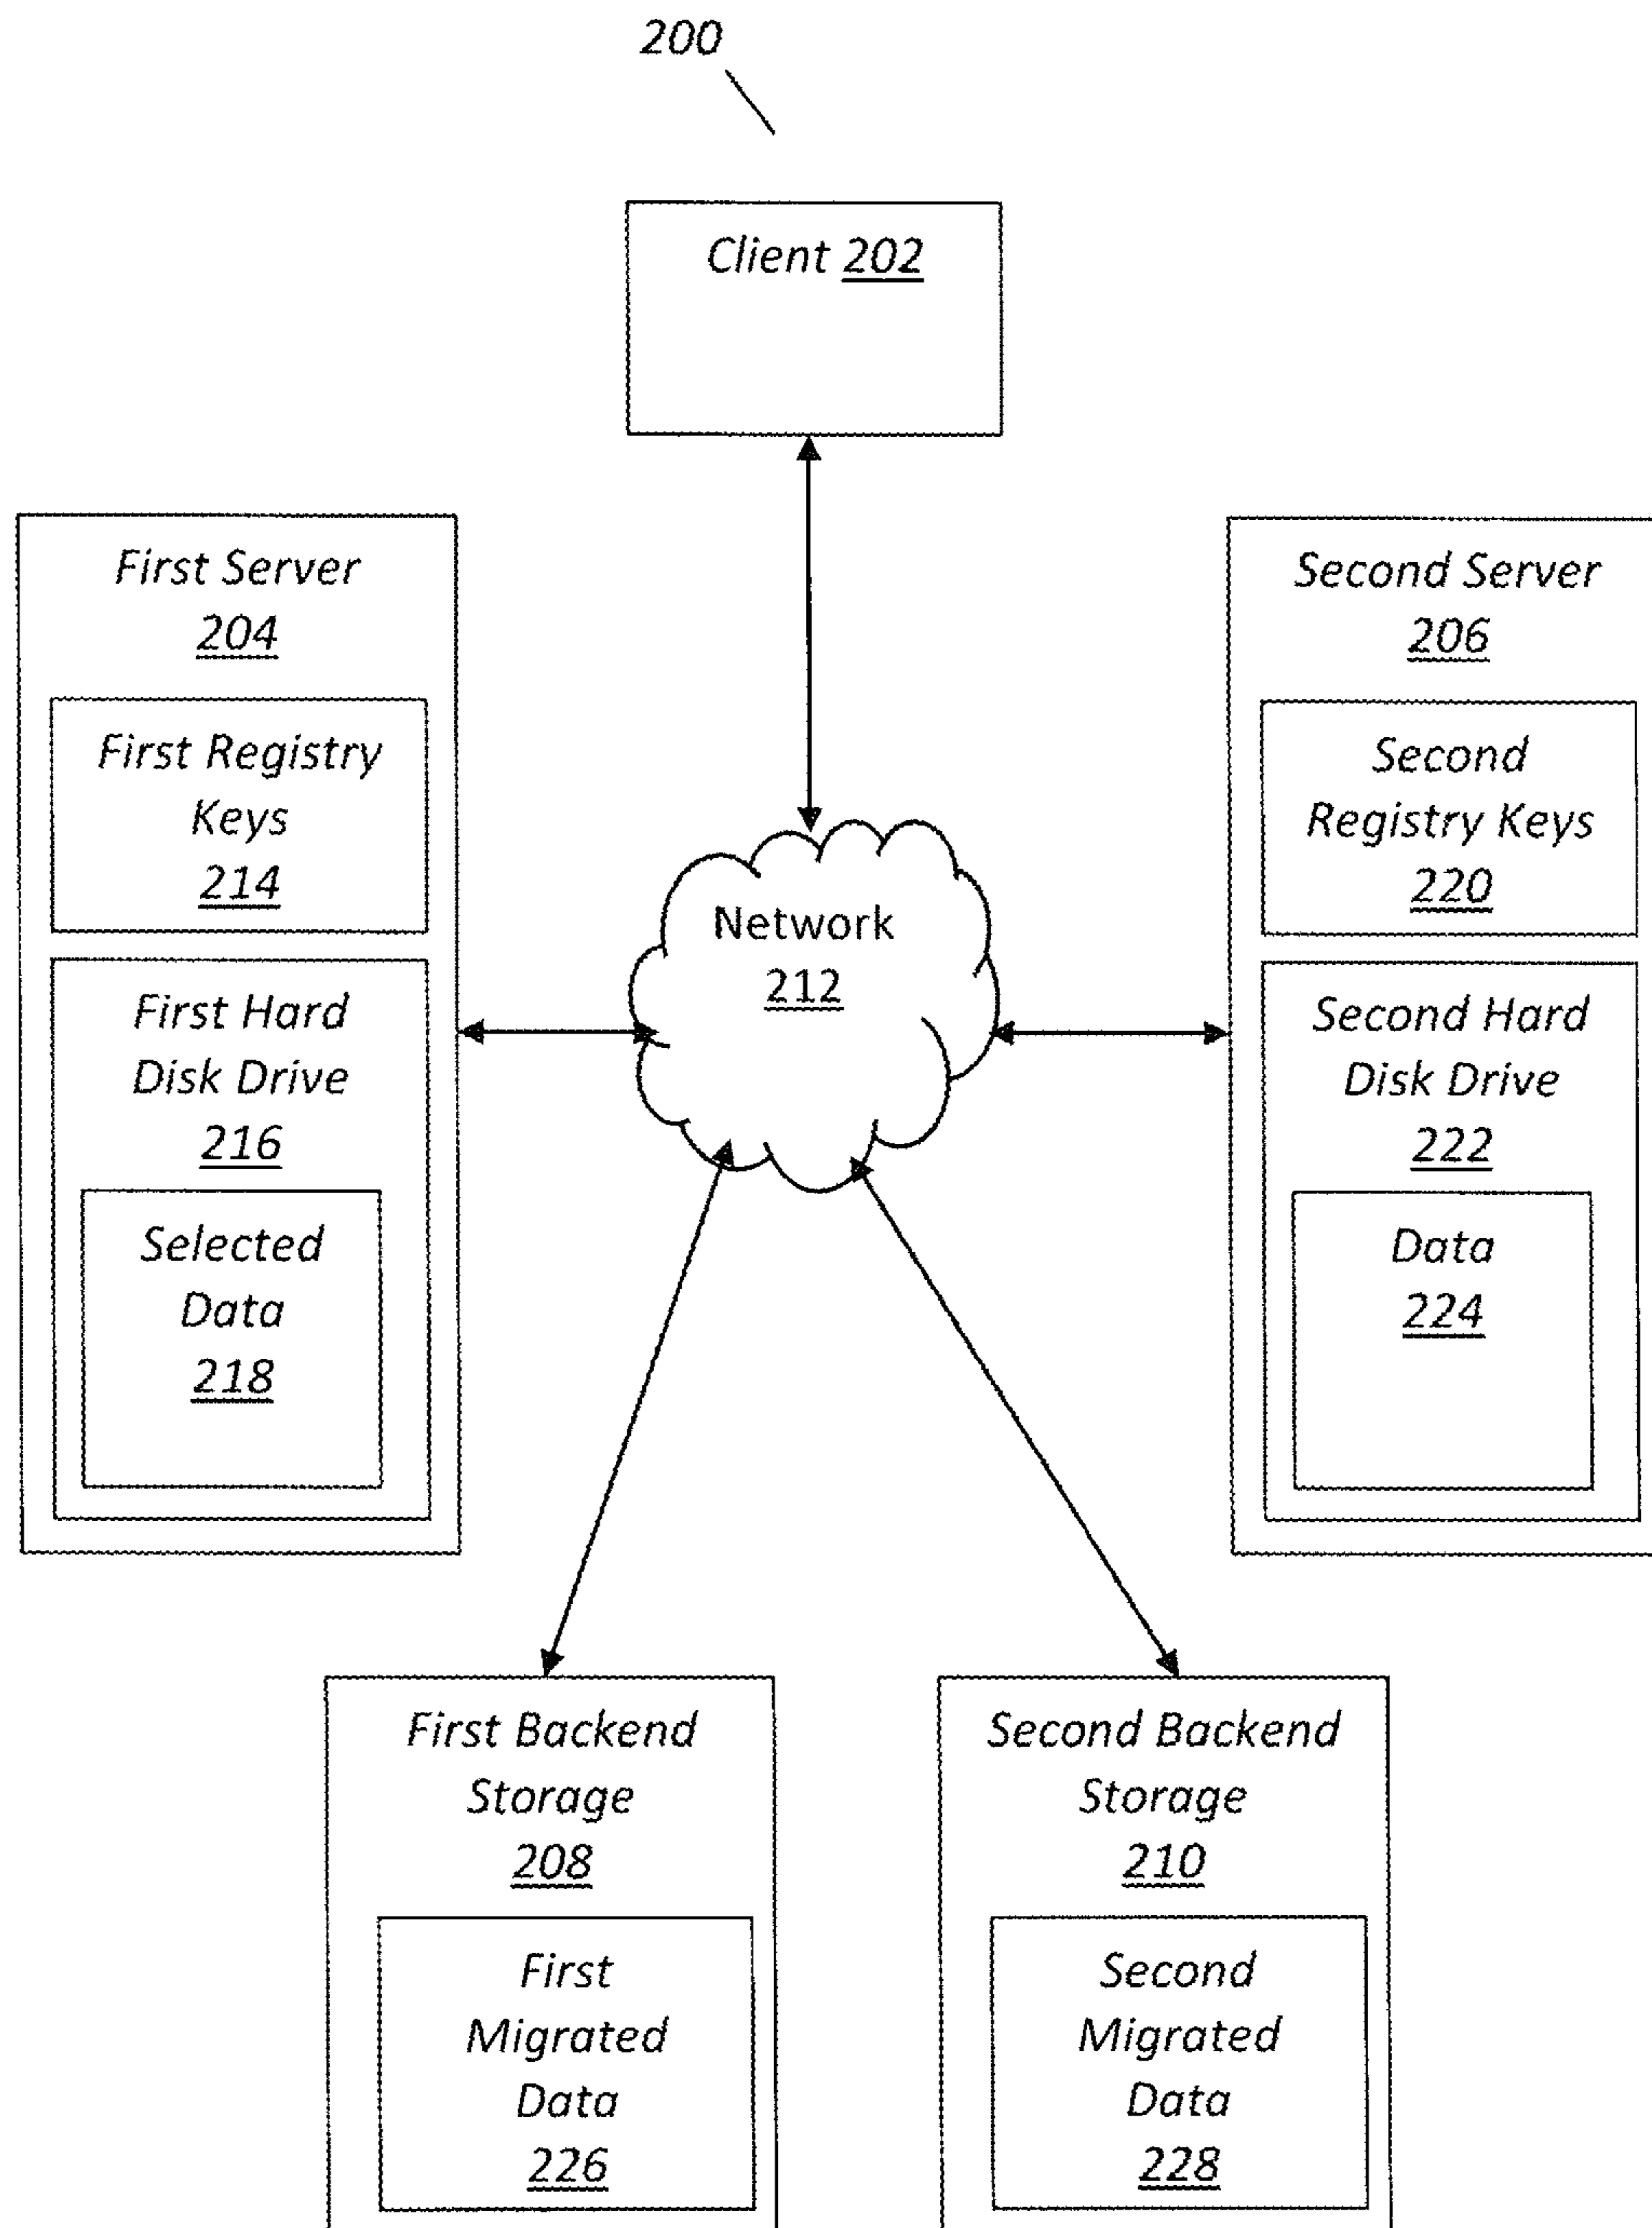 200
Client 202
First Server
204
First Registry
Keys
214
First Hard
Disk Drive
216
Selected
Data
218
Network
212
Second Server
206
Second
Registry Keys
220
Second Hard
Disk Drive
222
Data
224
First Backend
Storage
208
First
Migrated
Data
226
Second Backend
Storage
210
Second
Migrated
Data
228